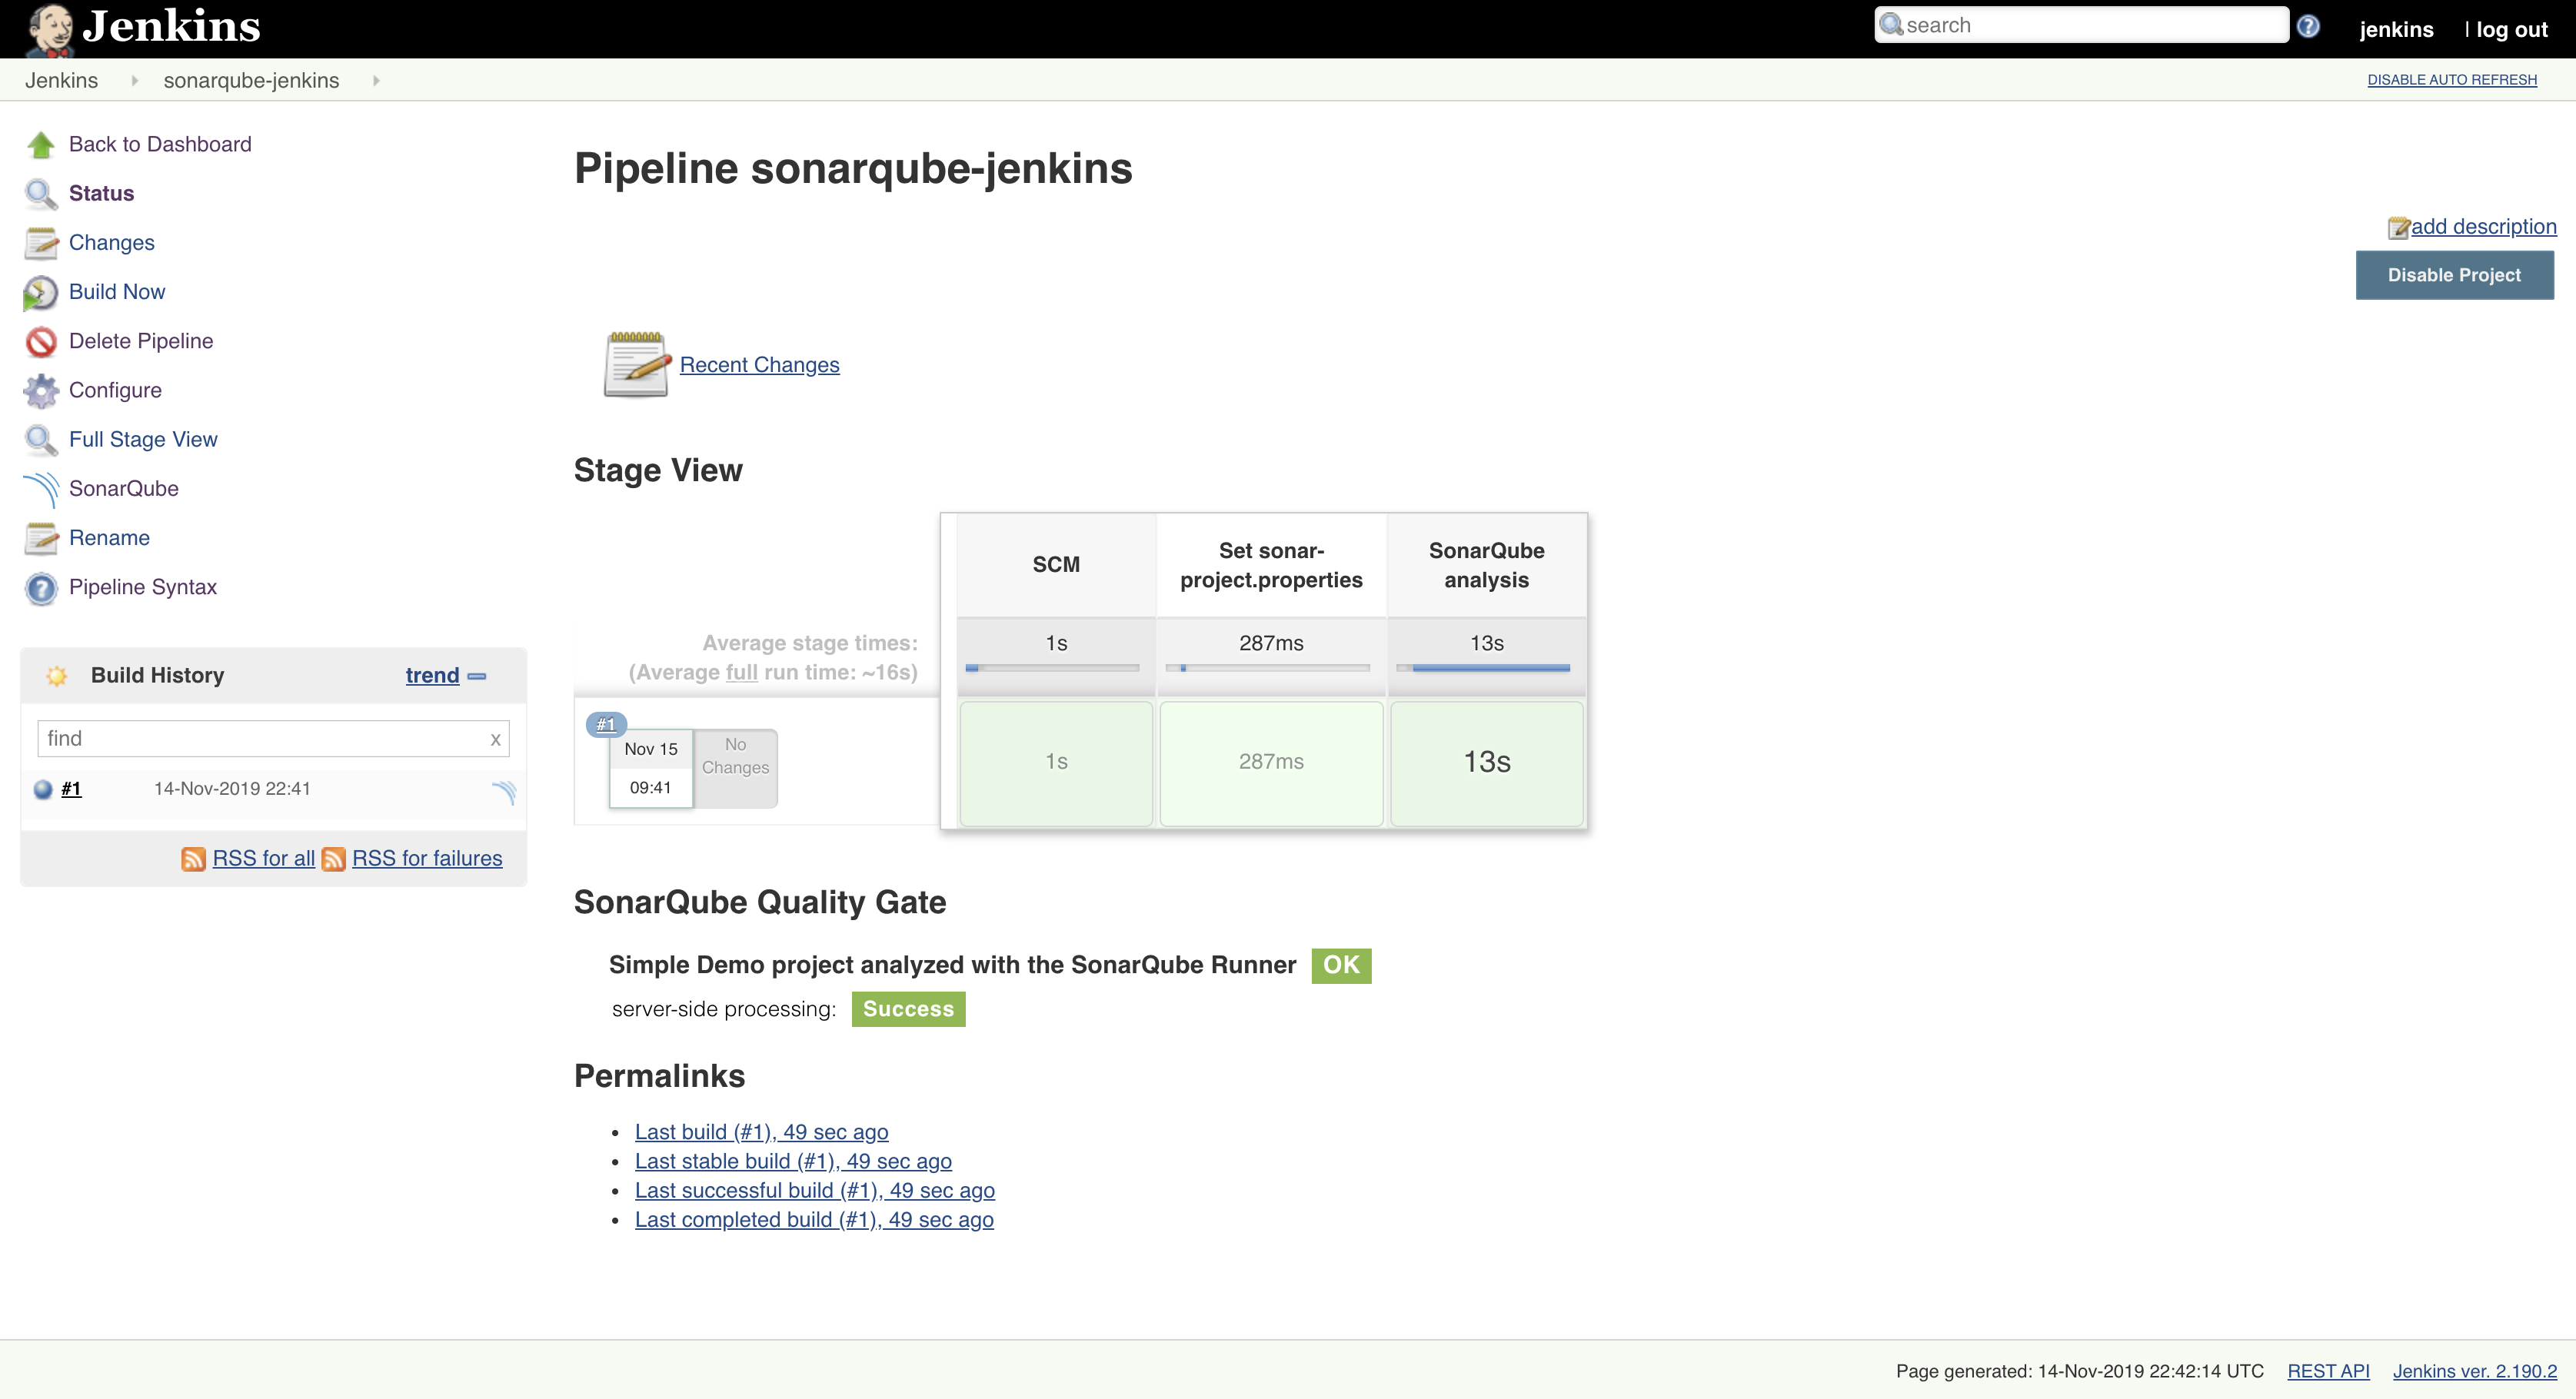 Jenkins
search
jenkins
| log out
Jenkins
sonarqube-jenkins
DISABLE AUTO REFRESH
Back to Dashboard
Status
Changes
Build Now
Delete Pipeline
Configure
Full Stage View
SonarQube
Rename
Pipeline Syntax
Build History
trend
find
x
#1
14-Nov-2019 22:41
RSS for all
RSS for failures
Pipeline sonarqube-jenkins
add description
Disable Project
Recent Changes
Stage View
SCM
Set sonar-
project.properties
SonarQube
analysis
Average stage times:
(Average full run time: ~16s)
1s
287ms
13s
#1
Nov 15
09:41
No
Changes
1s
287ms
13s
SonarQube Quality Gate
Simple Demo project analyzed with the SonarQube Runner OK
server-side processing: Success
Permalinks
Last build (#1), 49 sec ago
Last stable build (#1), 49 sec ago
Last successful build (#1), 49 sec ago
Last completed build (#1), 49 sec ago
Page generated: 14-Nov-2019 22:42:14 UTC
REST API
Jenkins ver. 2.190.2